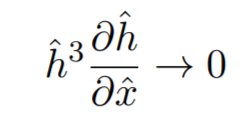 ĥ³ ∂ĥ/∂x̂ → 0